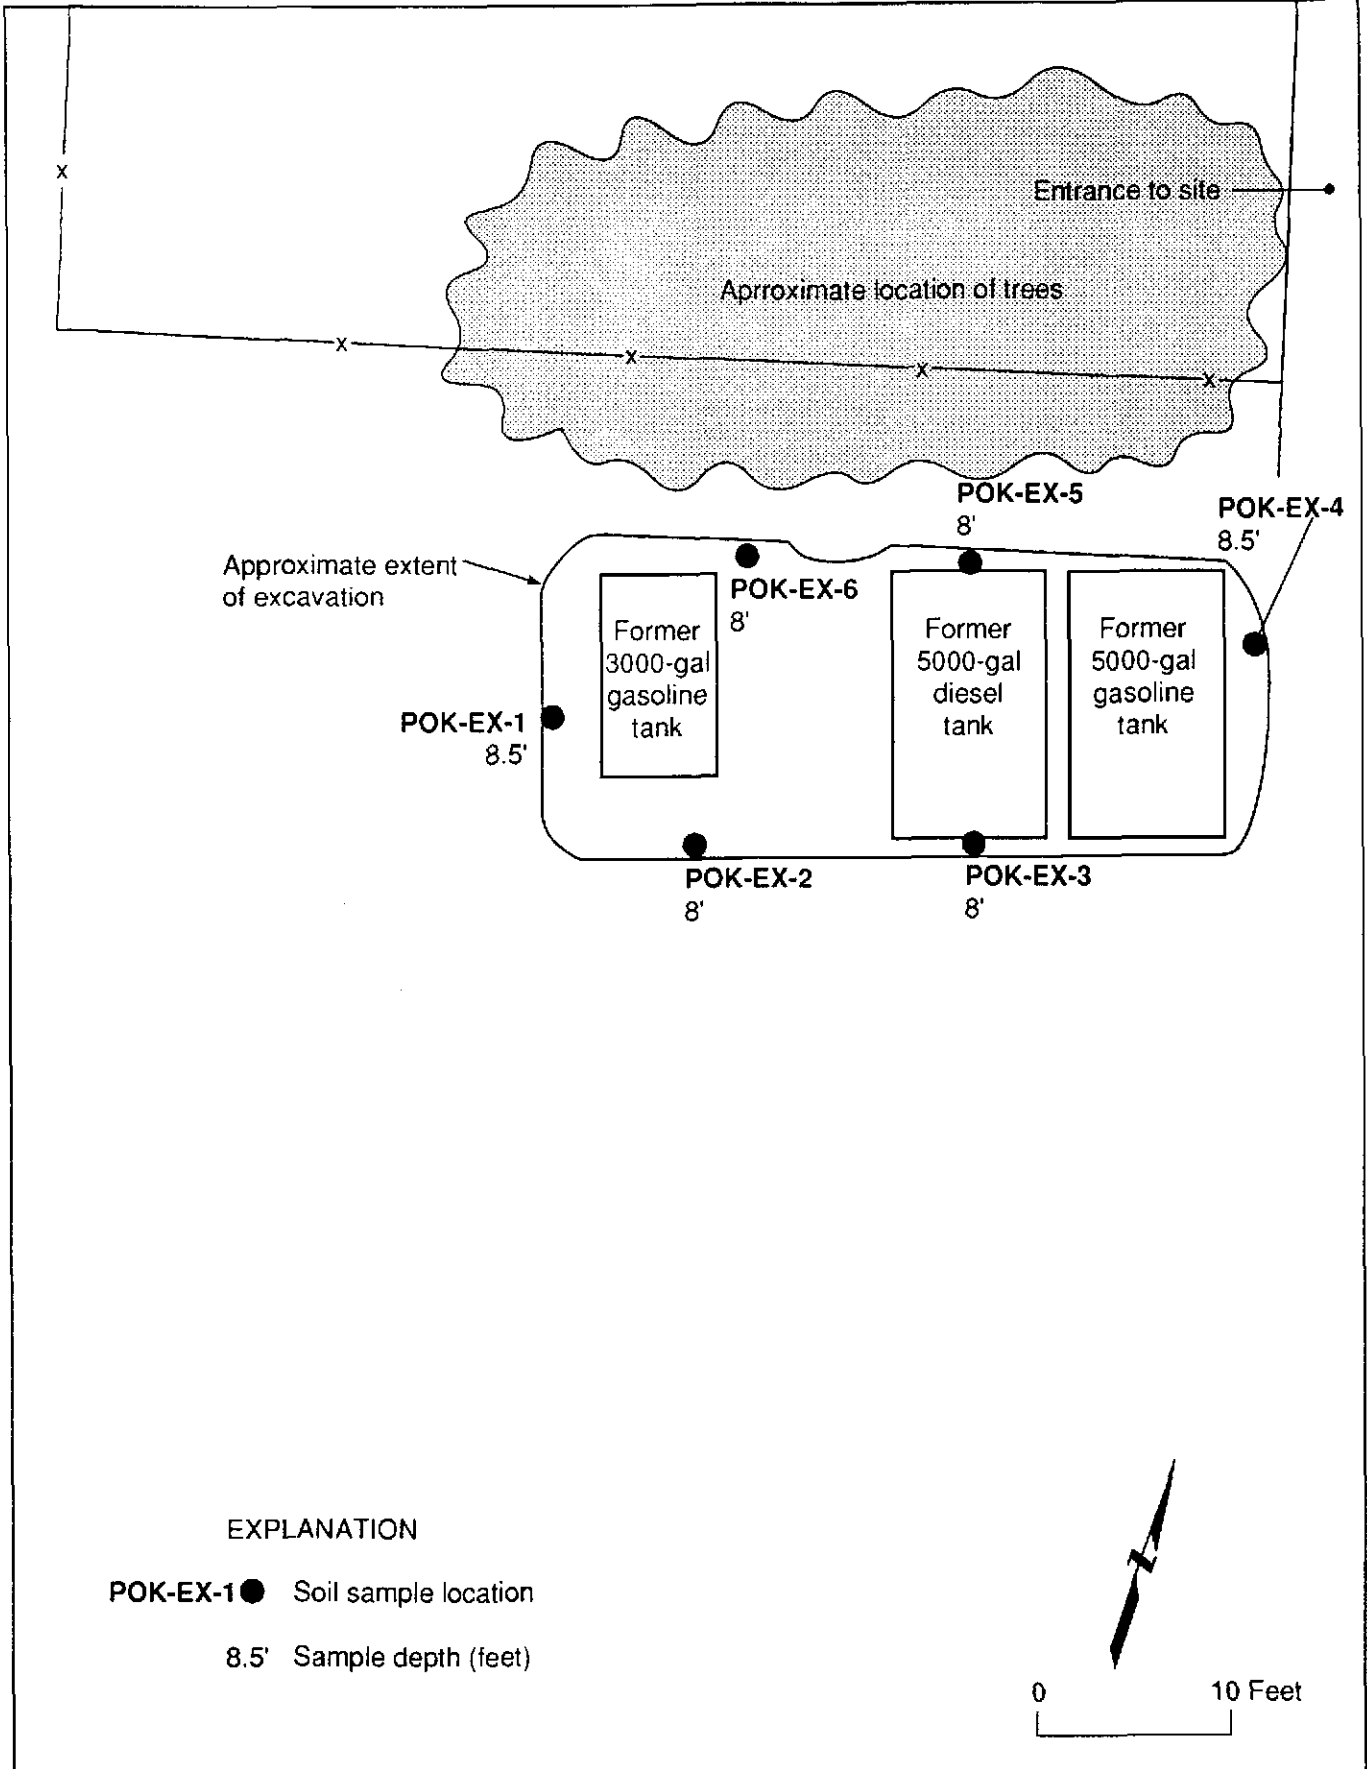 x
Entrance to site
Aprroximate location of trees
x
x
x
x
POK-EX-5
8'
POK-EX-4
8.5'
Approximate extent
of excavation
POK-EX-6
8'
Former
3000-gal
gasoline
tank
Former
5000-gal
diesel
tank
Former
5000-gal
gasoline
tank
POK-EX-1
8.5'
POK-EX-2
8'
POK-EX-3
8'
EXPLANATION
POK-EX-1 Soil sample location
8.5' Sample depth (feet)
Z
0 10 Feet